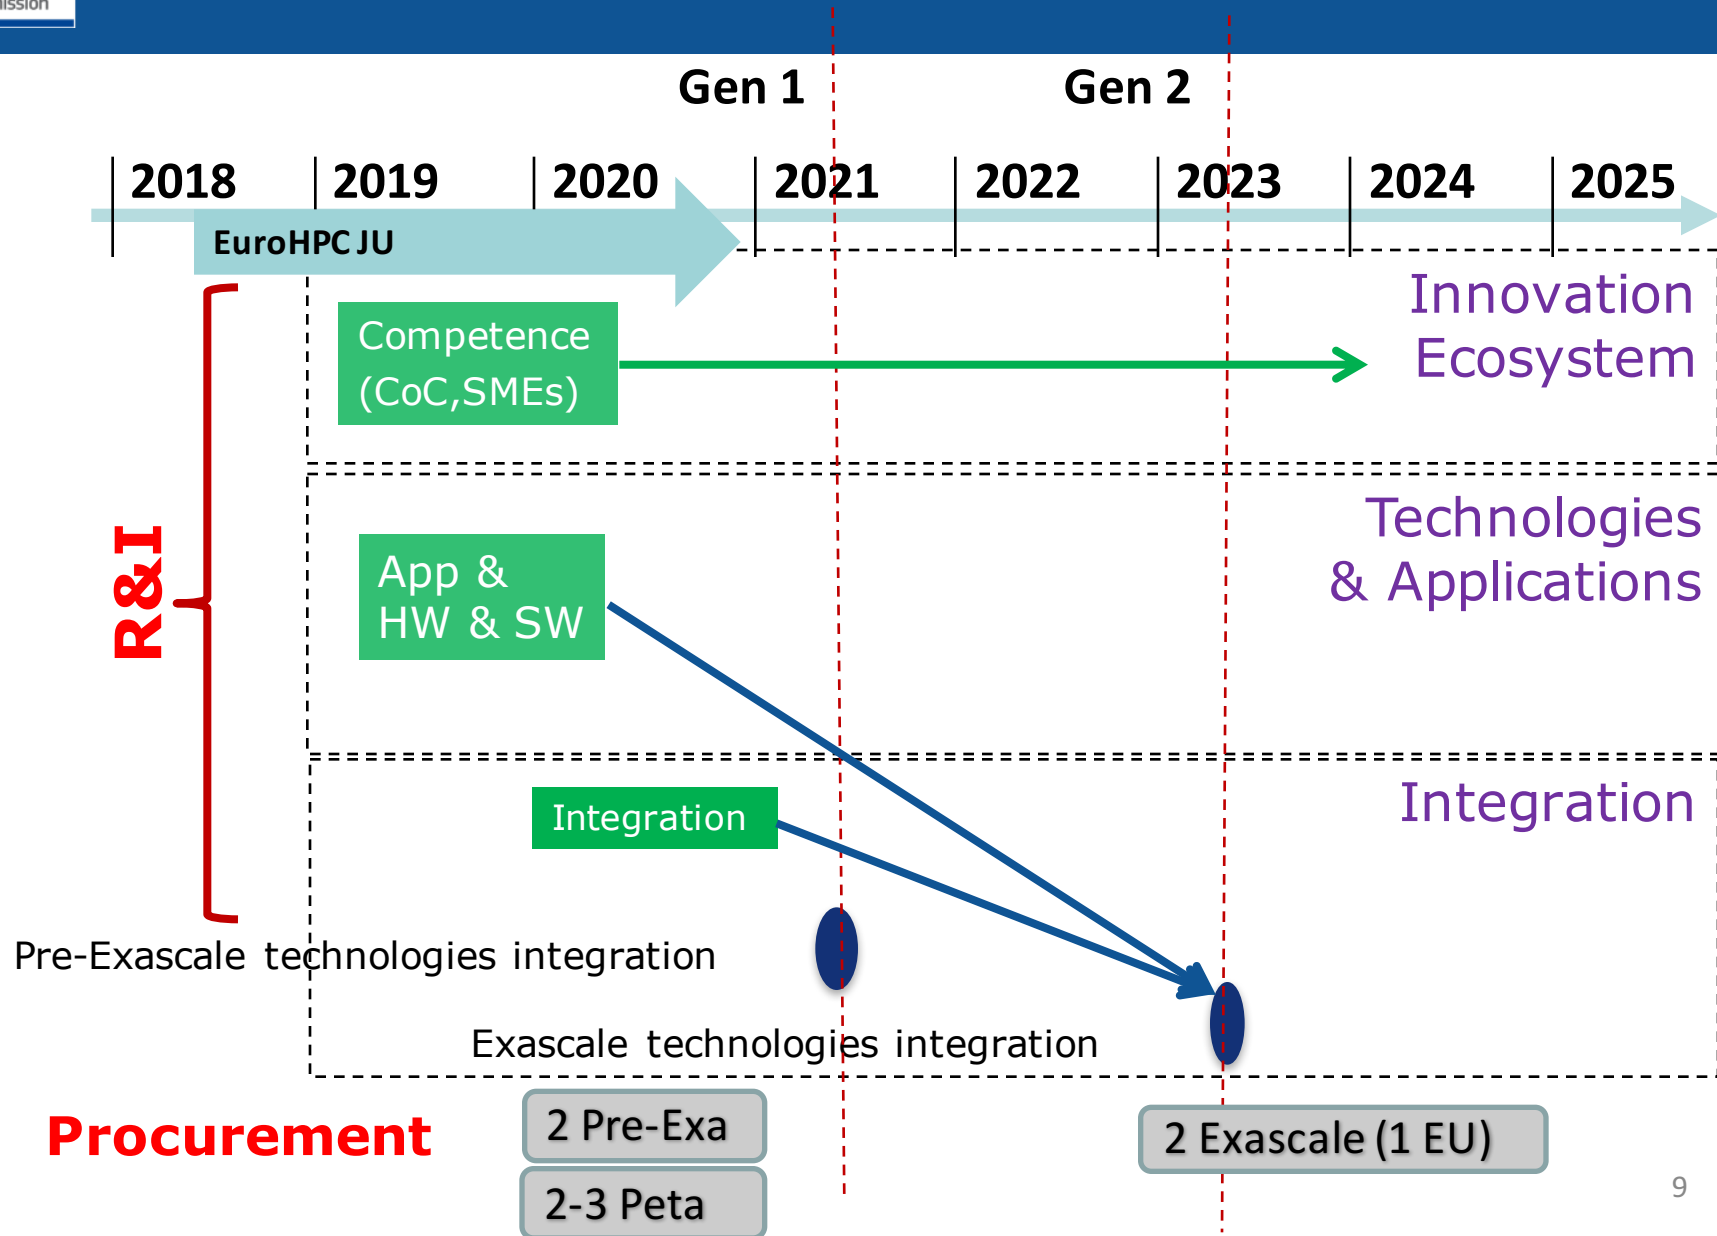 Gen 1
Gen 2
2018
2019
2020
2021
2022
2023
2024
2025
EuroHPC JU
Innovation
Ecosystem
Competence
(CoC,SMEs)
R&I
Technologies
& Applications
App &
HW & SW
Integration
Integration
Pre-Exascale technologies integration
Exascale technologies integration
Procurement
2 Pre-Exa
2-3 Peta
2 Exascale (1 EU)
9